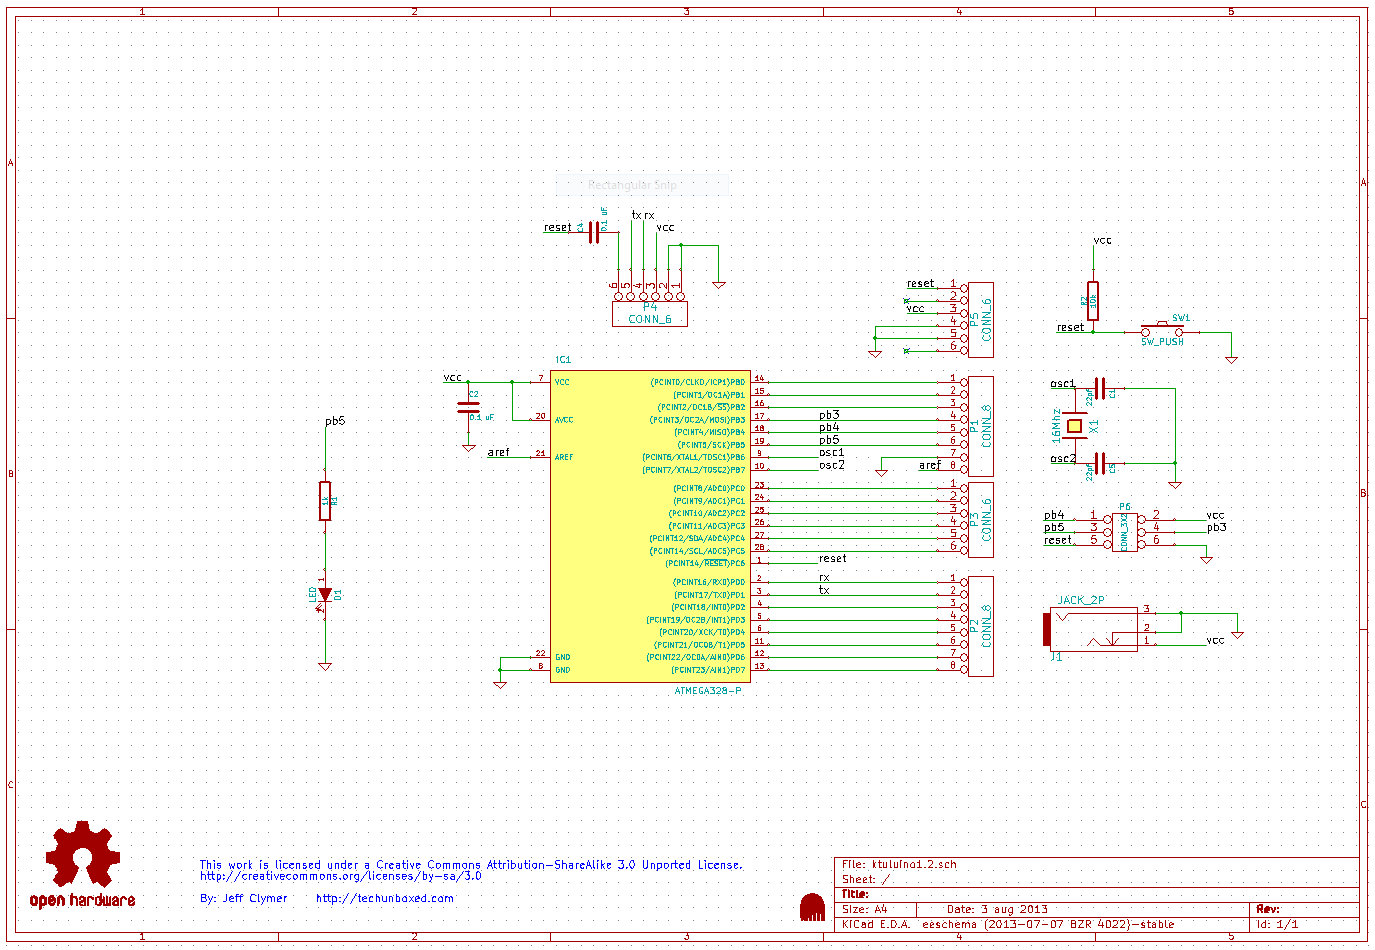 1 2 3 4 5
A
A
Rectangular Snip
reset C4 0.1 uF tx rx vcc
6 5 4 3 2 1
P4
CONN_6
reset 1
2
vcc 3
4
5
6
P5 CONN_6
vcc
R2 10k
reset
SW1
SW_PUSH
IC1
vcc 7 VCC
C2
0.1 uF
20 AVCC
aref 21 AREF
22 GND
8 GND
(PCINT0/CLKO/ICP1)PB0 14 1
(PCINT1/OC1A)PB1 15 2
(PCINT2/OC1B/SS)PB2 16 3
(PCINT3/OC2A/MOSI)PB3 17 pb3 4
(PCINT4/MISO)PB4 18 pb4 5
(PCINT5/SCK)PB5 19 pb5 6
(PCINT6/XTAL1/TOSC1)PB6 9 osc1 7
(PCINT7/XTAL2/TOSC2)PB7 10 osc2 aref 8
P1 CONN_8
(PCINT8/ADC0)PC0 23 1
(PCINT9/ADC1)PC1 24 2
(PCINT10/ADC2)PC2 25 3
(PCINT11/ADC3)PC3 26 4
(PCINT12/SDA/ADC4)PC4 27 5
(PCINT14/SCL/ADC5)PC5 28 6
P3 CONN_6
(PCINT14/RESET)PC6 1 reset
(PCINT16/RXD)PD0 2 rx 1
(PCINT17/TXD)PD1 3 tx 2
(PCINT18/INT0)PD2 4 3
(PCINT19/OC2B/INT1)PD3 5 4
(PCINT20/XCK/T0)PD4 6 5
(PCINT21/OC0B/T1)PD5 11 6
(PCINT22/OC0A/AIN0)PD6 12 7
(PCINT23/AIN1)PD7 13 8
P2 CONN_8
ATMEGA328-P
pb5
1k R1
1
LED D1
2
osc1 22pf C1
16Mhz X1
osc2 22pf C5
P6
pb4 1 2 vcc
pb5 3 4 pb3
reset 5 6
CONN_3X2
JACK_2P
3
2
1 vcc
J1
B
B
C
C
open hardware
This work is licensed under a Creative Commons Attribution-ShareAlike 3.0 Unported License.
http://creativecommons.org/licenses/by-sa/3.0
By: Jeff Clymer http://techunboxed.com
File: ktuluino1.2.sch
Sheet: /
Title:
Size: A4 Date: 3 aug 2013 Rev:
KiCad E.D.A. eeschema (2013-07-07 BZR 4022)-stable Id: 1/1
1 2 3 4 5